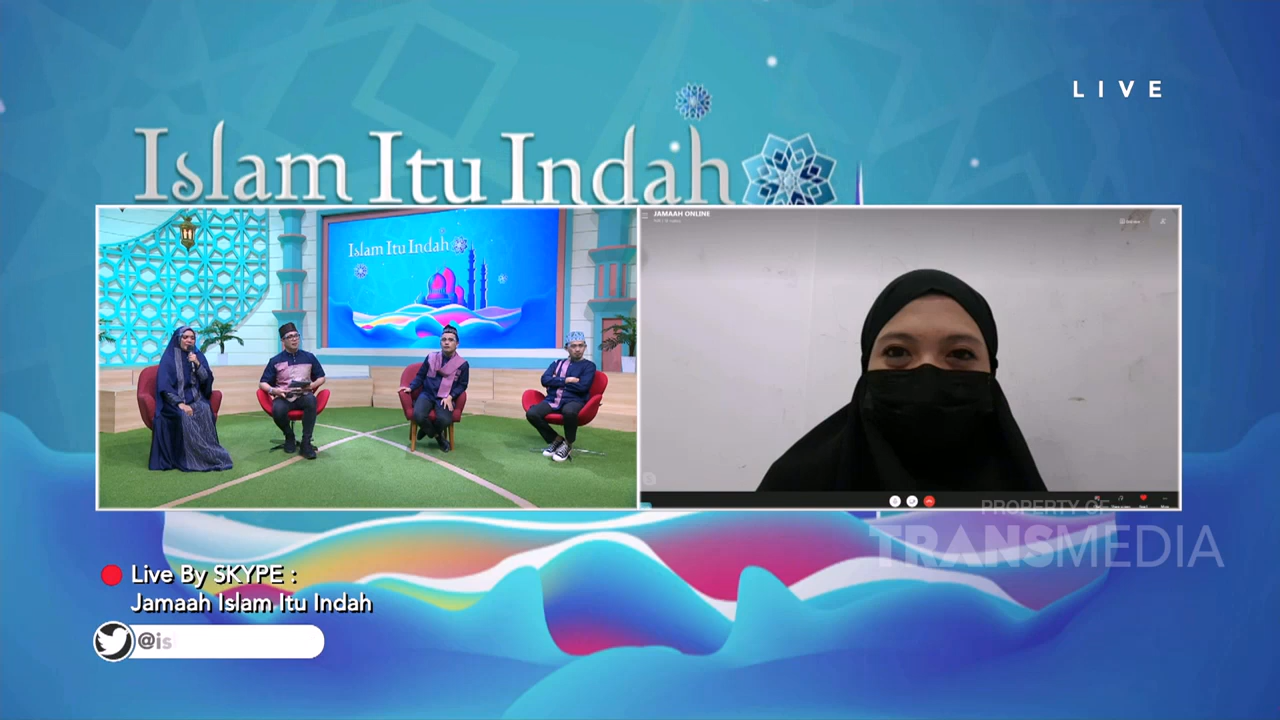 LIVE
Islam Itu Indah
Islam Itu Indah
JAMAAH ONLINE
PROPERTY OF
TRANSMEDIA
Live By SKYPE :
Jamaah Islam Itu Indah
@is